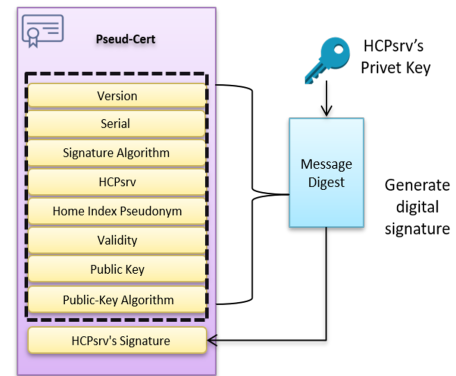 Pseud-Cert
Version
Serial
Signature Algorithm
HCPsrv
Home Index Pseudonym
Validity
Public Key
Public-Key Algorithm
HCPsrv's Signature
HCPsrv's
Privet Key
Message
Digest
Generate
digital
signature